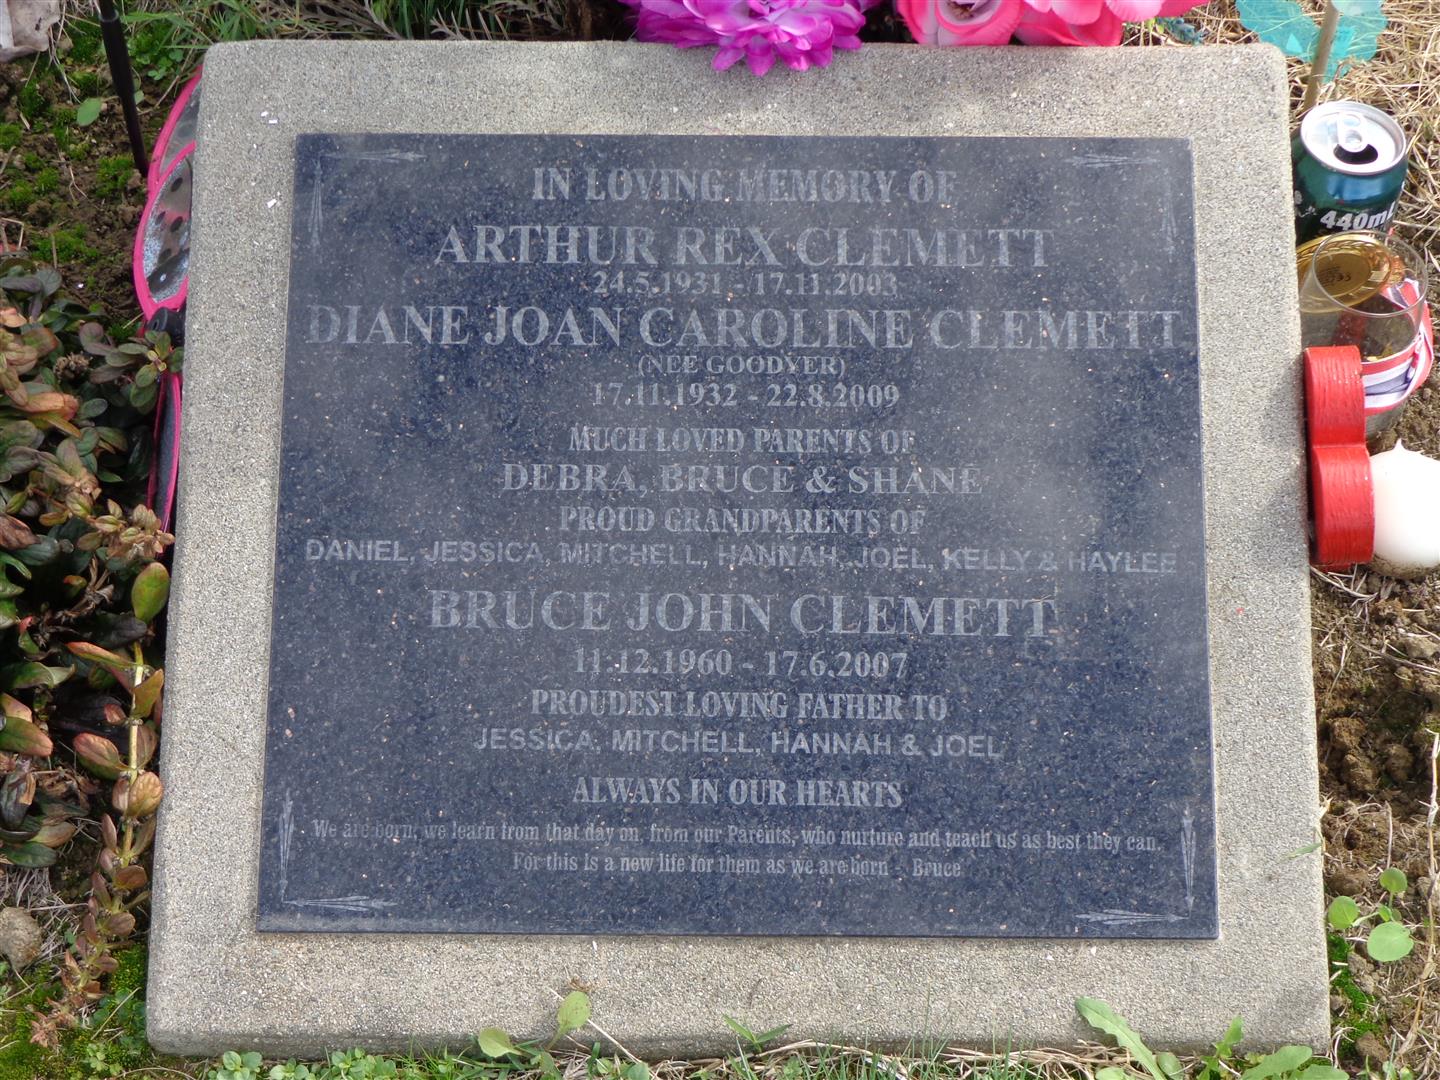 IN LOVING MEMORY OF
ARTHUR REX CLEMETT
24.5.1931 - 17.11.2003
DIANE JOAN CAROLINE CLEMETT
(NEE GOODYER)
17.11.1932 - 22.8.2009
MUCH LOVED PARENTS OF
DEBRA, BRUCE & SHANE
PROUD GRANDPARENTS OF
DANIEL, JESSICA, MITCHELL, HANNAH, JOEL, KELLY & HAYLEE
BRUCE JOHN CLEMETT
11.12.1960 - 17.6.2007
PROUDEST LOVING FATHER TO
JESSICA, MITCHELL, HANNAH & JOEL
ALWAYS IN OUR HEARTS
We are born, we learn from that day on, from our Parents, who nurture and teach us as best they can.
For this is a new life for them as we are born - Bruce
440mL